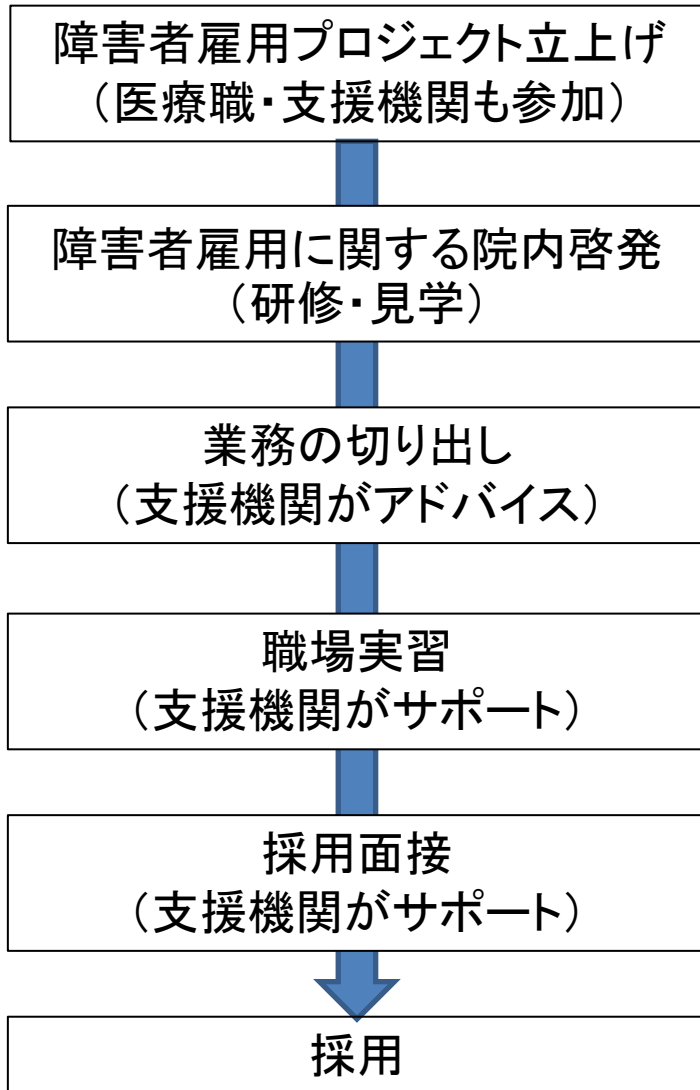 障害者雇用プロジェクト立上げ
（医療職・支援機関も参加）
障害者雇用に関する院内啓発
（研修・見学）
業務の切り出し
（支援機関がアドバイス）
職場実習
（支援機関がサポート）
採用面接
（支援機関がサポート）
採用